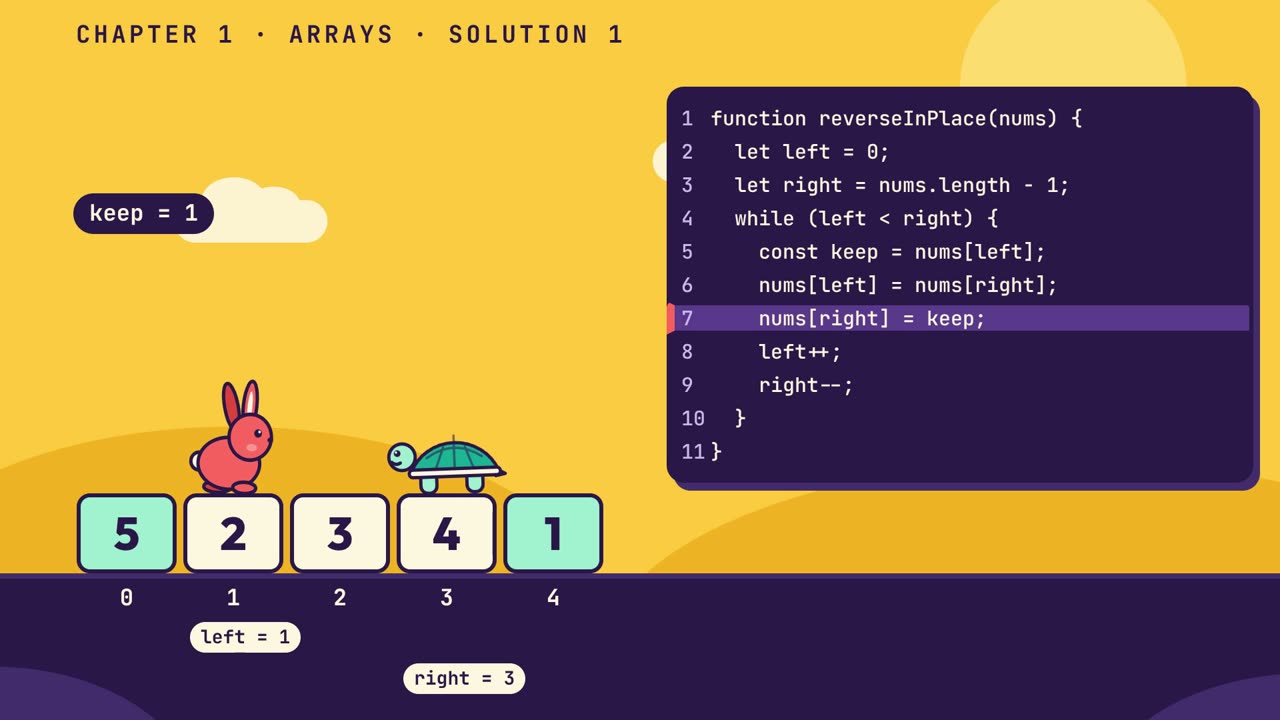 CHAPTER 1 · ARRAYS · SOLUTION 1
keep = 1
1 function reverseInPlace(nums) {
2 let left = 0;
3 let right = nums.length - 1;
4 while (left < right) {
5 const keep = nums[left];
6 nums[left] = nums[right];
7 nums[right] = keep;
8 left++;
9 right--;
10 }
11 }
5 2 3 4 1
0 1 2 3 4
left = 1
right = 3